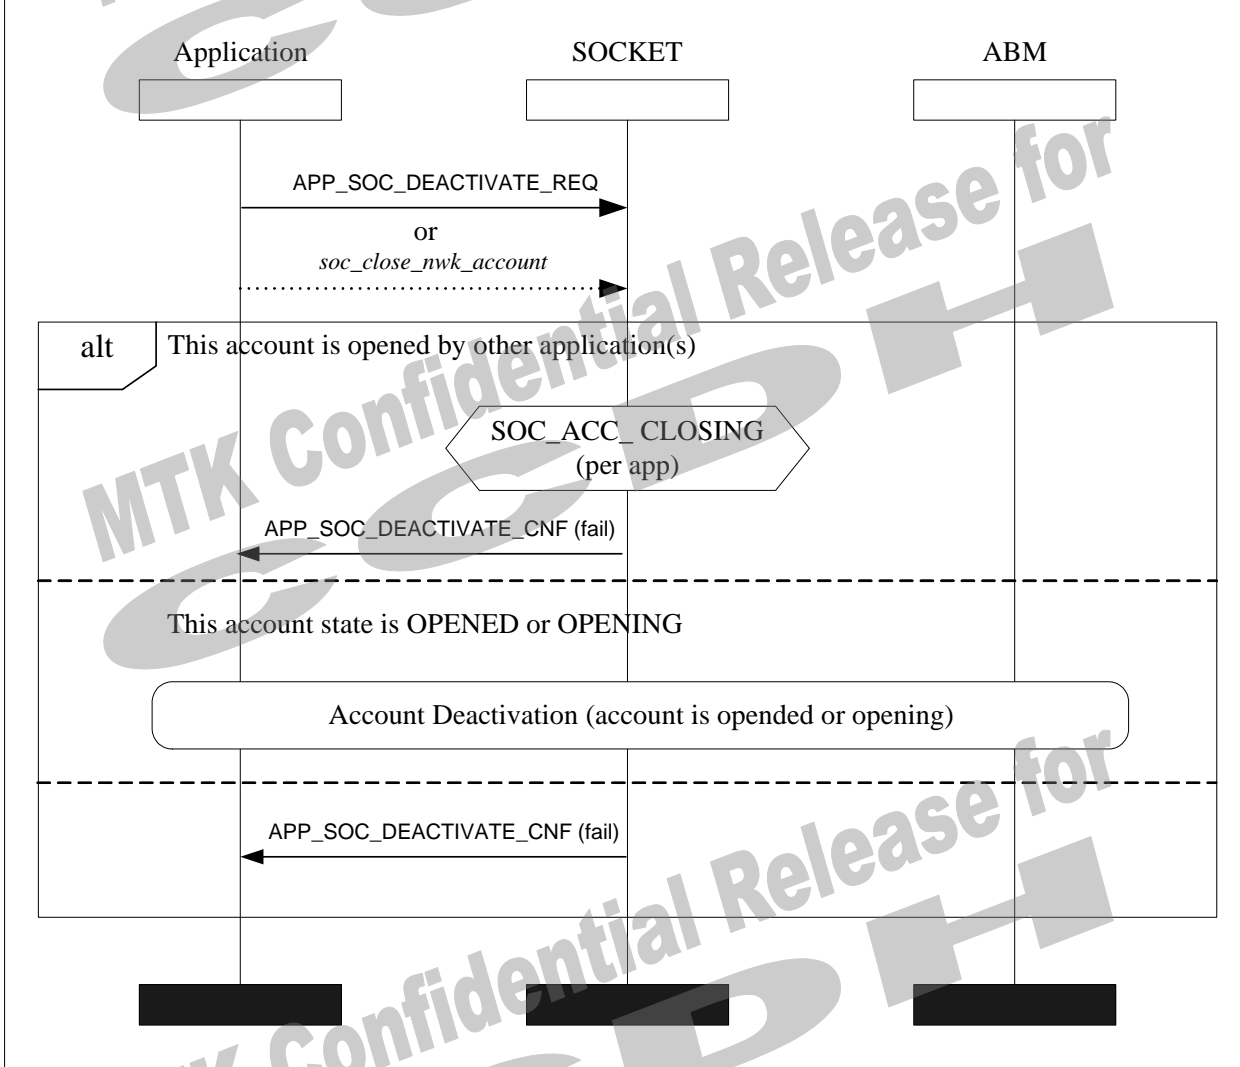 Application SOCKET ABM
APP_SOC_DEACTIVATE_REQ
or
soc_close_nwk_account
alt This account is opened by other application(s)
SOC_ACC_ CLOSING
(per app)
APP_SOC_DEACTIVATE_CNF (fail)
This account state is OPENED or OPENING
Account Deactivation (account is opended or opening)
APP_SOC_DEACTIVATE_CNF (fail)
MTK Confidential Release for
CCDH
MTK Confidential Release for
CCDH